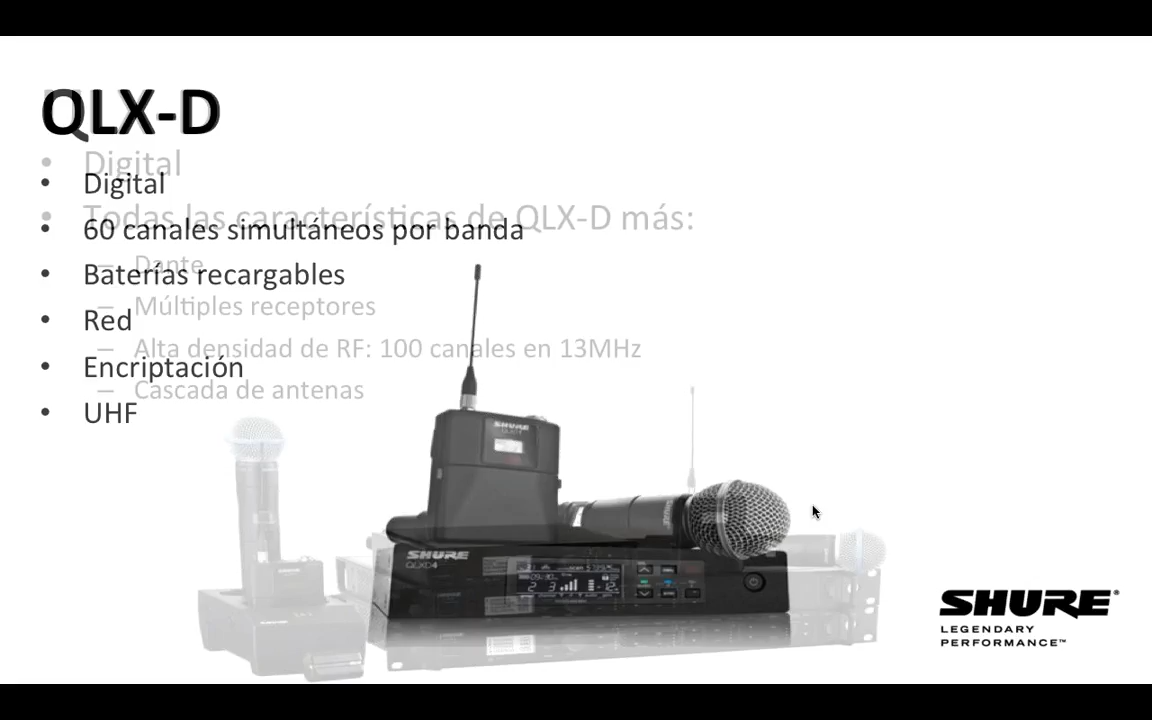 QLX-D
• Digital
• Digital
• Todas las características de QLX-D más:
• 60 canales simultáneos por banda
– Dante
• Baterías recargables
– Múltiples receptores
• Red
– Alta densidad de RF: 100 canales en 13MHz
• Encriptación
– Cascada de antenas
• UHF
SHURE
SHURE
SHURE
QLXD4
SHURE®
LEGENDARY
PERFORMANCE™